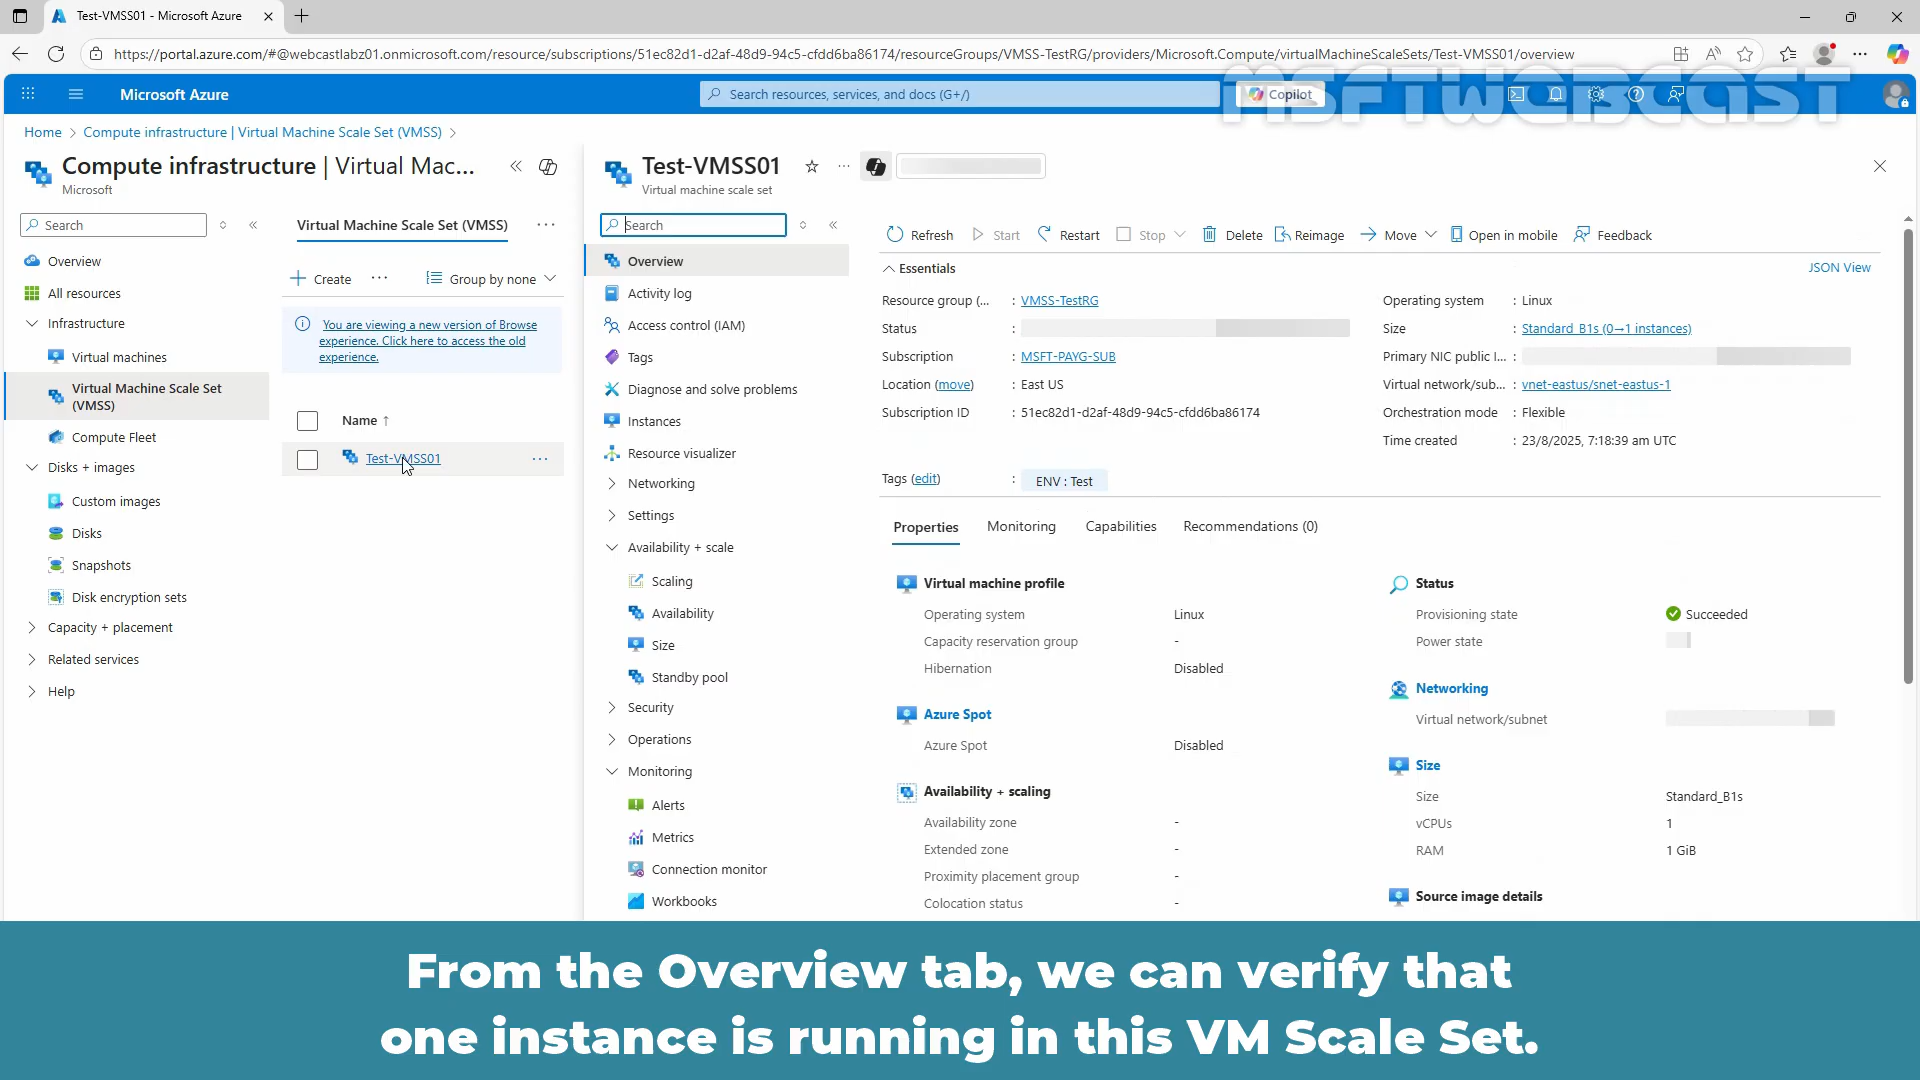 Test-VMSS01 - Microsoft Azure
https://portal.azure.com/#@webcastlabz01.onmicrosoft.com/resource/subscriptions/51ec82d1-d2af-48d9-94c5-cfdd6ba86174/resourceGroups/VMSS-TestRG/providers/Microsoft.Compute/virtualMachineScaleSets/Test-VMSS01/overview
Microsoft Azure
Search resources, services, and docs (G+/)
Copilot
MSFTWEBCAST
Home > Compute infrastructure | Virtual Machine Scale Set (VMSS) >
Compute infrastructure | Virtual Mac...
Microsoft
Search
Overview
All resources
Infrastructure
Virtual machines
Virtual Machine Scale Set
(VMSS)
Compute Fleet
Disks + images
Custom images
Disks
Snapshots
Disk encryption sets
Capacity + placement
Related services
Help
Virtual Machine Scale Set (VMSS) ...
Create ... Group by none
You are viewing a new version of Browse
experience. Click here to access the old
experience.
Name ↑
Test-VMSS01 ...
Test-VMSS01 ...
Virtual machine scale set
Search
Overview
Activity log
Access control (IAM)
Tags
Diagnose and solve problems
Instances
Resource visualizer
Networking
Settings
Availability + scale
Scaling
Availability
Size
Standby pool
Security
Operations
Monitoring
Alerts
Metrics
Connection monitor
Workbooks
Refresh Start Restart Stop Delete Reimage Move Open in mobile Feedback
Essentials
JSON View
Resource group (... : VMSS-TestRG
Status :
Subscription : MSFT-PAYG-SUB
Location (move) : East US
Subscription ID : 51ec82d1-d2af-48d9-94c5-cfdd6ba86174
Operating system : Linux
Size : Standard_B1s (0→1 instances)
Primary NIC public I... :
Virtual network/sub... : vnet-eastus/snet-eastus-1
Orchestration mode : Flexible
Time created : 23/8/2025, 7:18:39 am UTC
Tags (edit) : ENV : Test
Properties Monitoring Capabilities Recommendations (0)
Virtual machine profile
Operating system Linux
Capacity reservation group -
Hibernation Disabled
Azure Spot
Azure Spot Disabled
Availability + scaling
Availability zone -
Extended zone -
Proximity placement group -
Colocation status -
Status
Provisioning state Succeeded
Power state
Networking
Virtual network/subnet
Size
Size Standard_B1s
vCPUs 1
RAM 1 GiB
Source image details
From the Overview tab, we can verify that
one instance is running in this VM Scale Set.